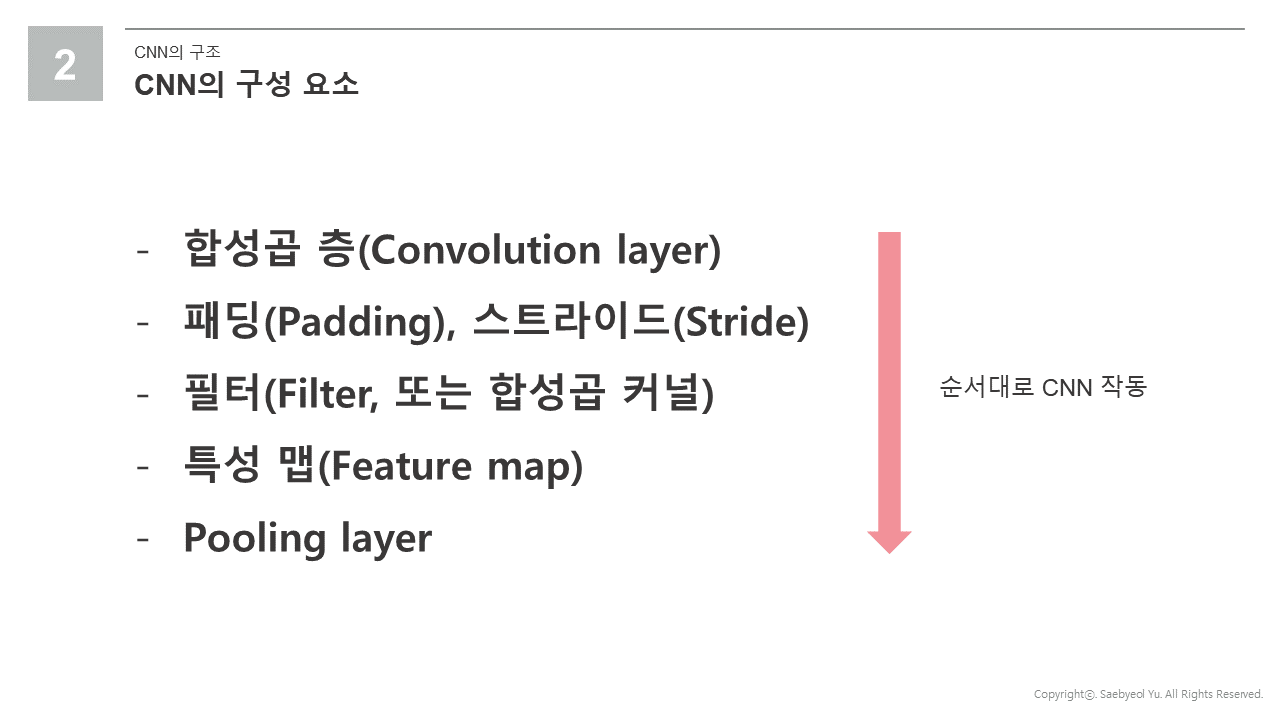 2
CNN의 구조
CNN의 구성 요소
- 합성곱 층(Convolution layer)
- 패딩(Padding), 스트라이드(Stride)
- 필터(Filter, 또는 합성곱 커널)
- 특성 맵(Feature map)
- Pooling layer
순서대로 CNN 작동
Copyrightⓒ. Saebyeol Yu. All Rights Reserved.